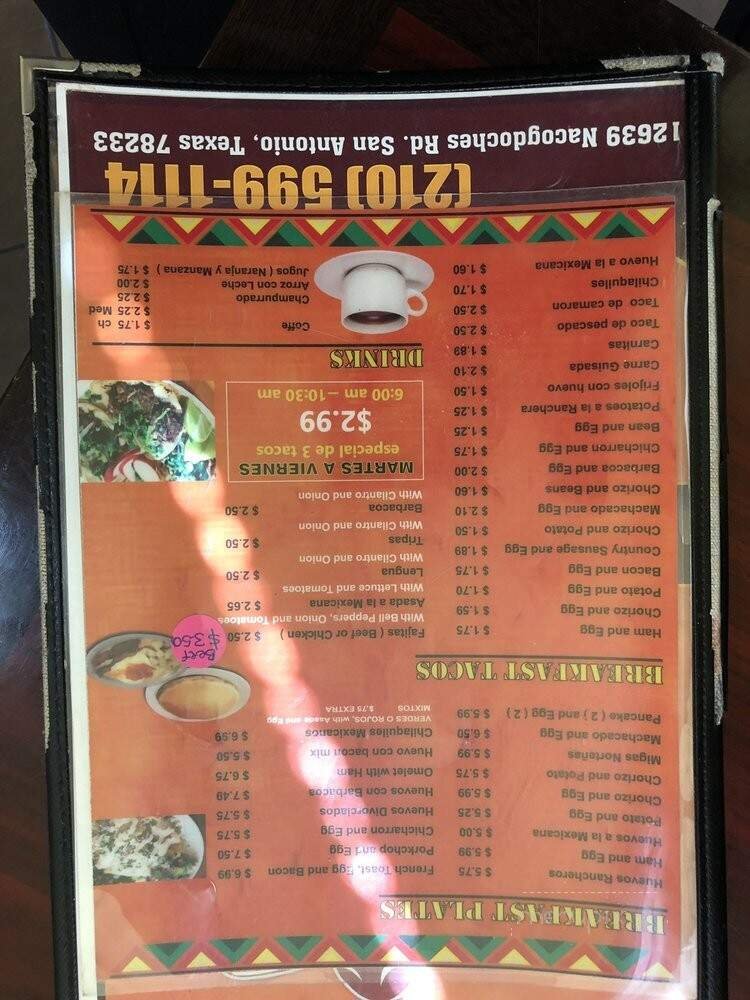 BREAKFAST PLATES
Huevos Rancheros $ 5.75
Ham and Egg $ 5.99
Huevos a la Mexicana $ 5.00
Potato and Egg $ 5.25
Chorizo and Egg $ 5.99
Chorizo and Potato $ 5.75
Migas Norteñas $ 5.99
Machacado and Egg $ 6.50
Pancake ( 2 ) and Egg ( 2 ) $ 5.99
French Toast, Egg and Bacon $ 6.99
Porkchop and Egg $ 7.50
Chicharron and Egg $ 5.75
Huevos Divorciados $ 5.75
Huevos con Barbacoa $ 7.49
Omelet with Ham $ 6.75
Huevo con bacon mix $ 5.50
Chilaquiles Mexicanos $ 6.99
VERDES O ROJOS, with Asada and Egg
MIXTOS $ .75 EXTRA
BREAKFAST TACOS
Ham and Egg $ 1.75
Chorizo and Egg $ 1.59
Potato and Egg $ 1.70
Bacon and Egg $ 1.75
Country Sausage and Egg $ 1.89
Chorizo and Potato $ 1.50
Machacado and Egg $ 2.10
Chorizo and Beans $ 1.60
Barbacoa and Egg $ 2.00
Chicharron and Egg $ 1.75
Bean and Egg $ 1.25
Potatoes a la Ranchera $ 1.25
Frijoles con huevo $ 1.50
Carne Guisada $ 2.10
Carnitas $ 1.89
Taco de pescado $ 2.50
Taco de camaron $ 2.50
Chilaquiles $ 1.70
Huevo a la Mexicana $ 1.60
Fajitas ( Beef or Chicken ) $ 2.50
Beef
$3.50
With Bell Peppers, Onion and Tomatoes
Asada a la Mexicana $ 2.65
With Lettuce and Tomatoes
Lengua $ 2.50
With Cilantro and Onion
Tripas $ 2.50
With Cilantro and Onion
Barbacoa $ 2.50
With Cilantro and Onion
MARTES A VIERNES
especial de 3 tacos
$2.99
6:00 am – 10:30 am
DRINKS
Coffe $ 1.75 ch
$ 2.25 Med
Champurrado $ 2.25
Arroz con Leche $ 2.00
Jugos ( Naranja y Manzana ) $ 1.75
(210) 599-1114
12639 Nacogdoches Rd. San Antonio, Texas 78233